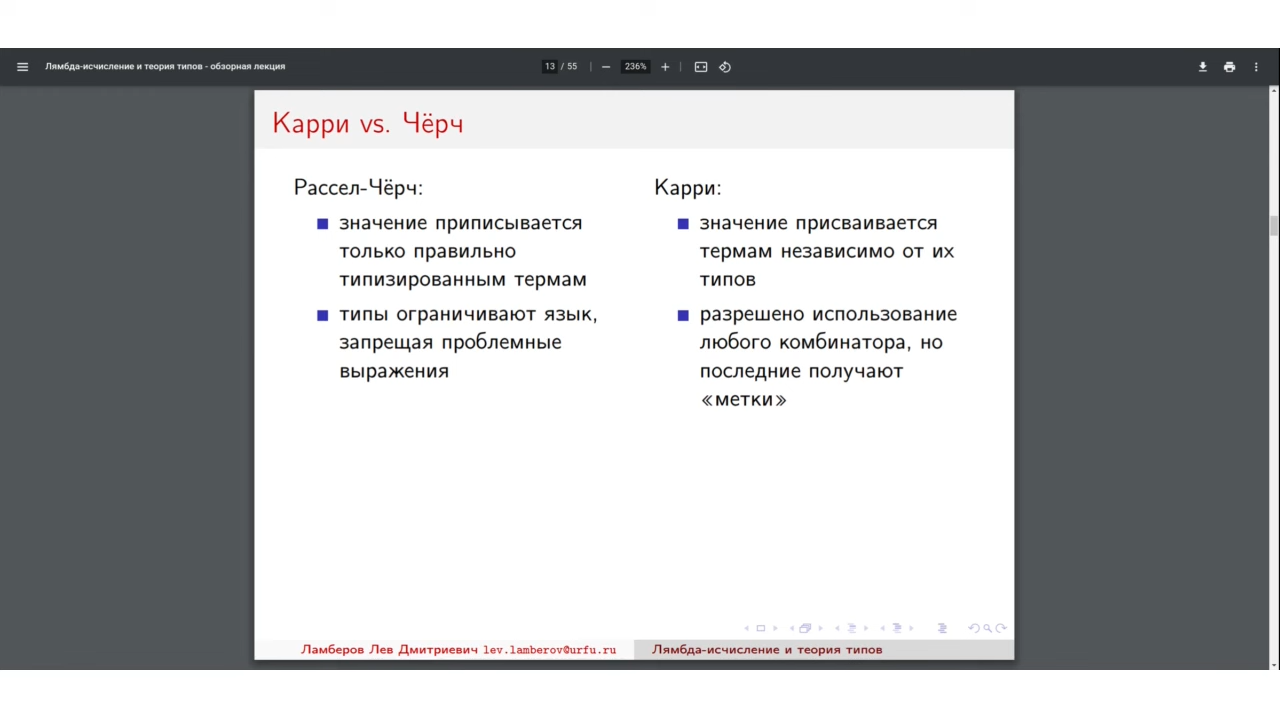 Лямбда-исчисление и теория типов - обзорная лекция
13 / 55
236%
Карри vs. Чёрч
Рассел-Чёрч:
значение приписывается
только правильно
типизированным термам
типы ограничивают язык,
запрещая проблемные
выражения
Карри:
значение присваивается
термам независимо от их
типов
разрешено использование
любого комбинатора, но
последние получают
«метки»
Ламберов Лев Дмитриевич lev.lamberov@urfu.ru
Лямбда-исчисление и теория типов